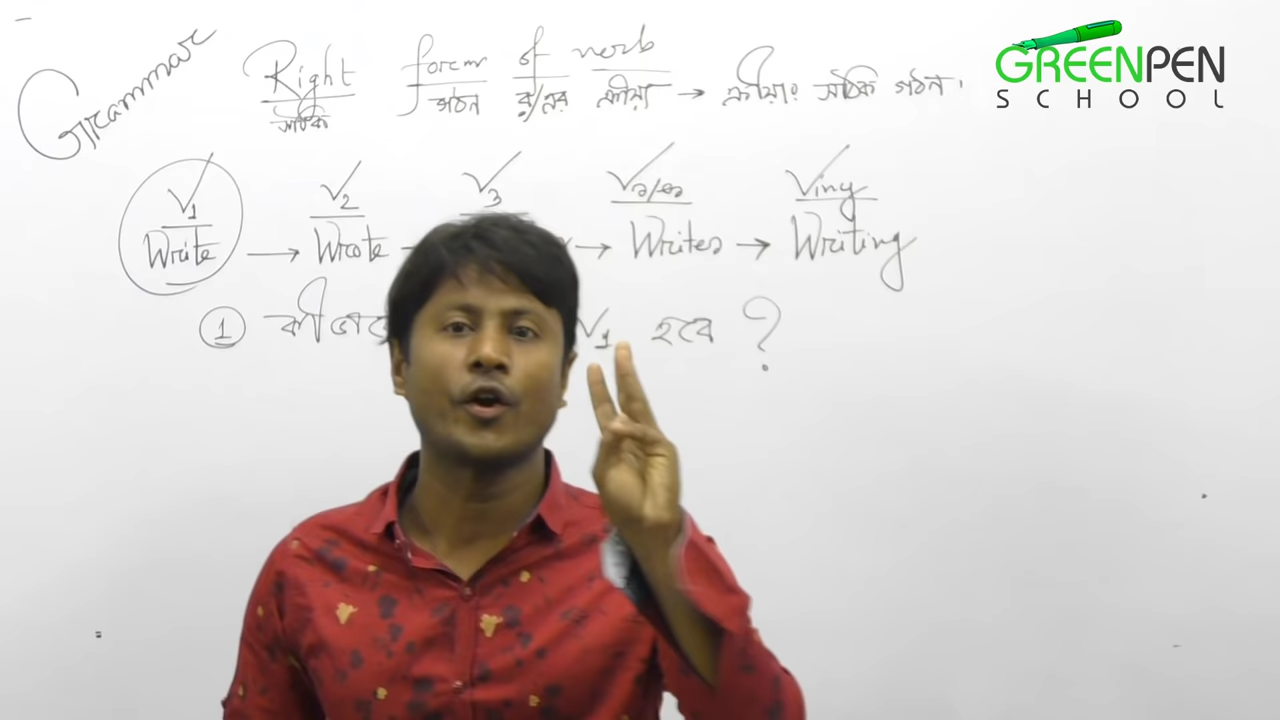 Grammar
Right form of verb
সঠিক গঠন র/এর ক্রীয়া → ক্রীয়ার সঠিক গঠন।
GREENPEN
SCHOOL
V1 V2 V3 Vs/es Ving
Write → Wrote → → Writes → Writing
① কী ভাবে V1 হবে ?